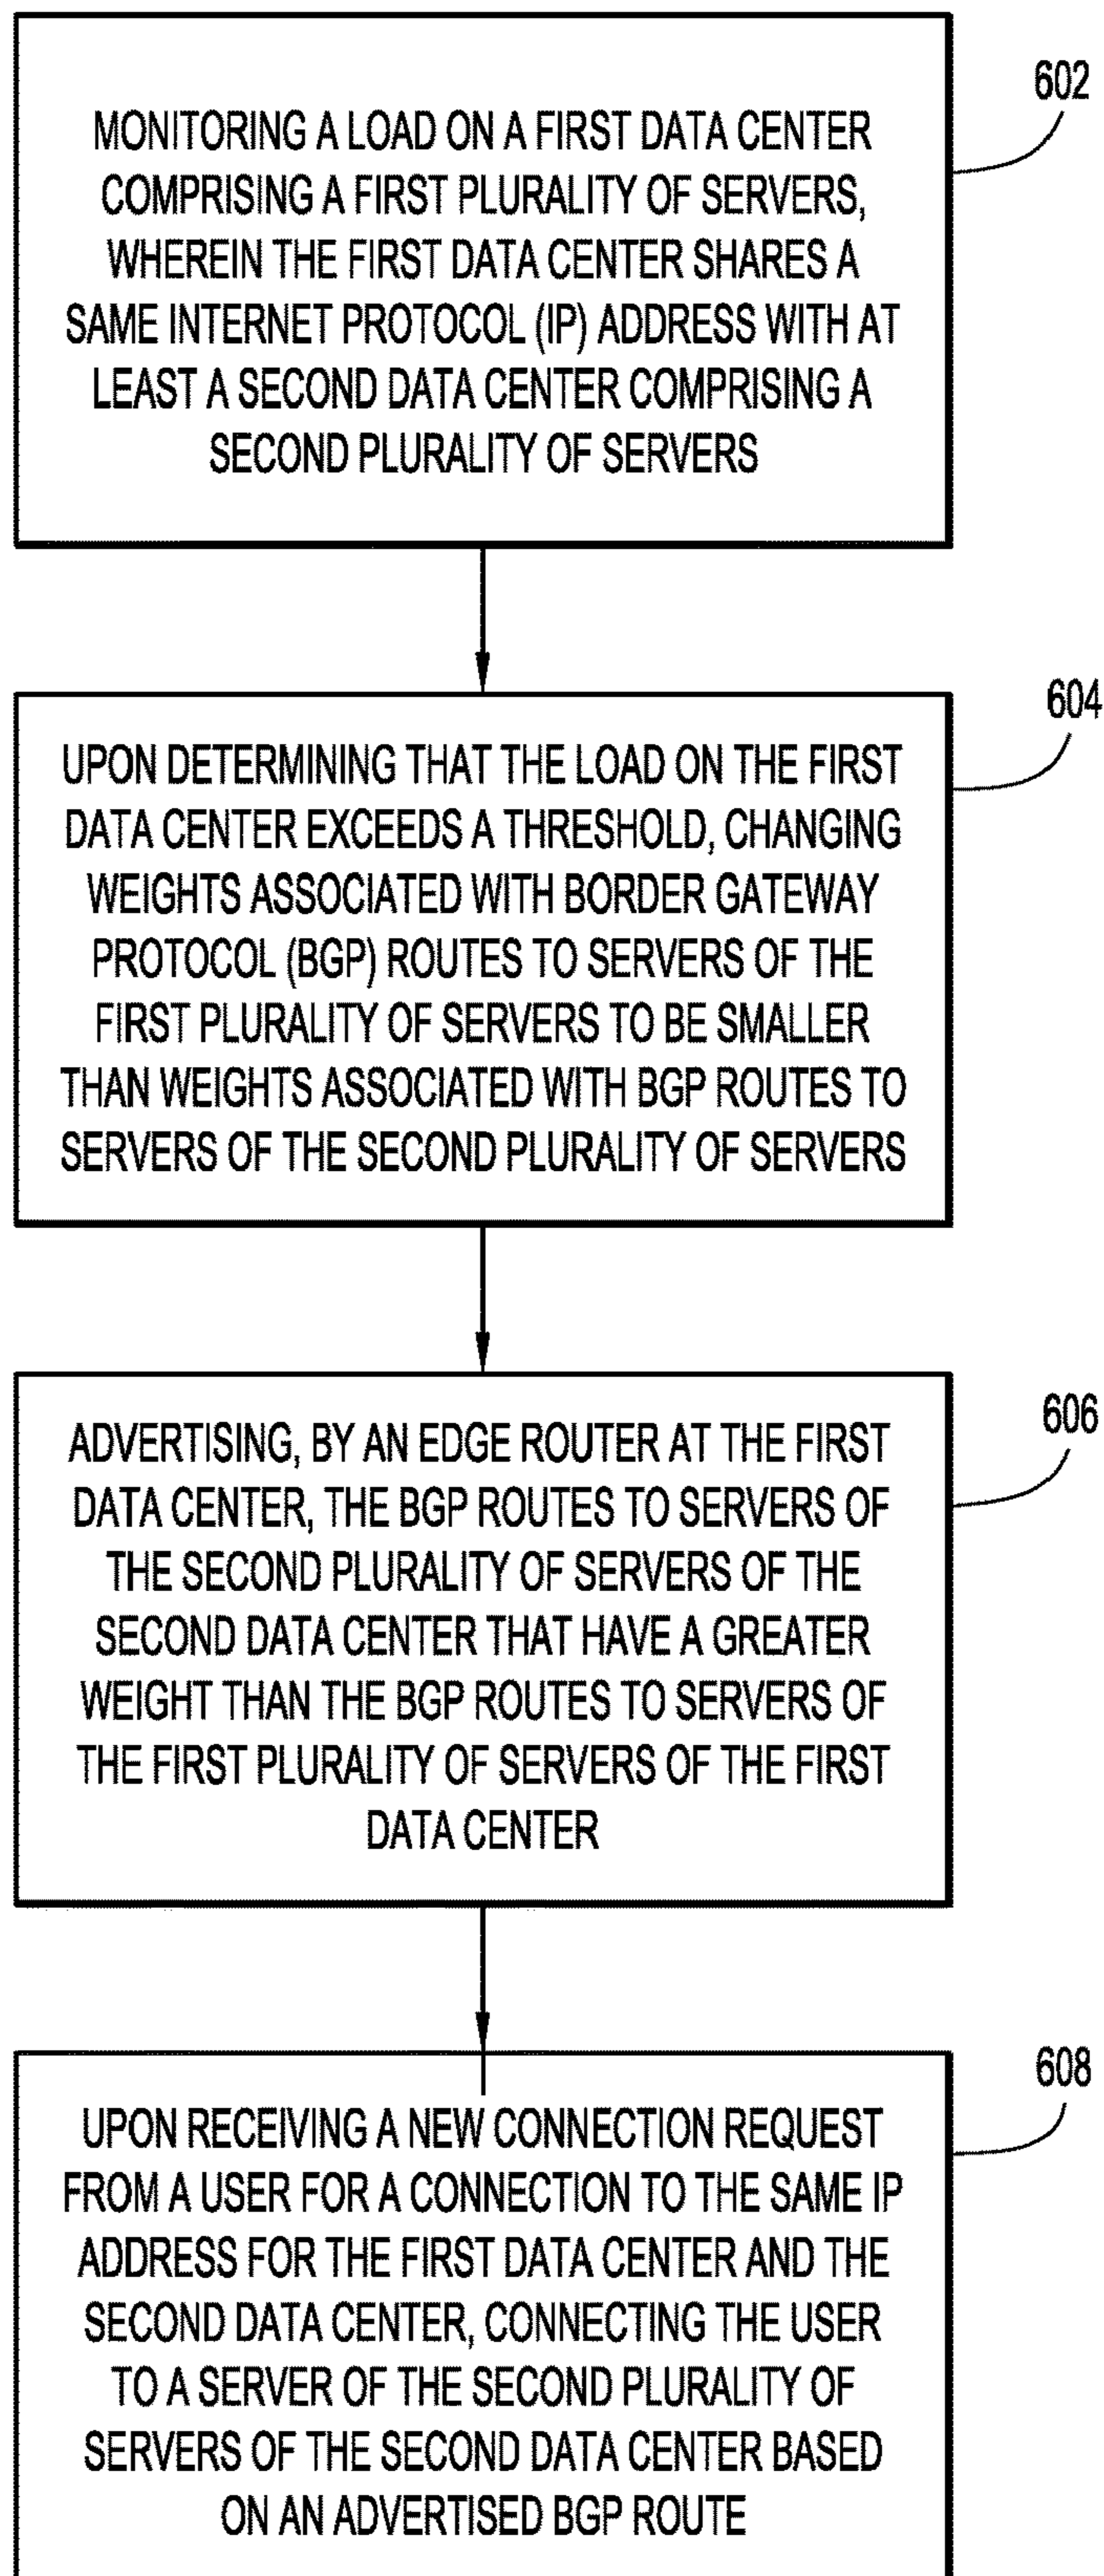 MONITORING A LOAD ON A FIRST DATA CENTER
COMPRISING A FIRST PLURALITY OF SERVERS,
WHEREIN THE FIRST DATA CENTER SHARES A
SAME INTERNET PROTOCOL (IP) ADDRESS WITH AT
LEAST A SECOND DATA CENTER COMPRISING A
SECOND PLURALITY OF SERVERS
602
UPON DETERMINING THAT THE LOAD ON THE FIRST
DATA CENTER EXCEEDS A THRESHOLD, CHANGING
WEIGHTS ASSOCIATED WITH BORDER GATEWAY
PROTOCOL (BGP) ROUTES TO SERVERS OF THE
FIRST PLURALITY OF SERVERS TO BE SMALLER
THAN WEIGHTS ASSOCIATED WITH BGP ROUTES TO
SERVERS OF THE SECOND PLURALITY OF SERVERS
604
ADVERTISING, BY AN EDGE ROUTER AT THE FIRST
DATA CENTER, THE BGP ROUTES TO SERVERS OF
THE SECOND PLURALITY OF SERVERS OF THE
SECOND DATA CENTER THAT HAVE A GREATER
WEIGHT THAN THE BGP ROUTES TO SERVERS OF
THE FIRST PLURALITY OF SERVERS OF THE FIRST
DATA CENTER
606
UPON RECEIVING A NEW CONNECTION REQUEST
FROM A USER FOR A CONNECTION TO THE SAME IP
ADDRESS FOR THE FIRST DATA CENTER AND THE
SECOND DATA CENTER, CONNECTING THE USER
TO A SERVER OF THE SECOND PLURALITY OF
SERVERS OF THE SECOND DATA CENTER BASED
ON AN ADVERTISED BGP ROUTE
608